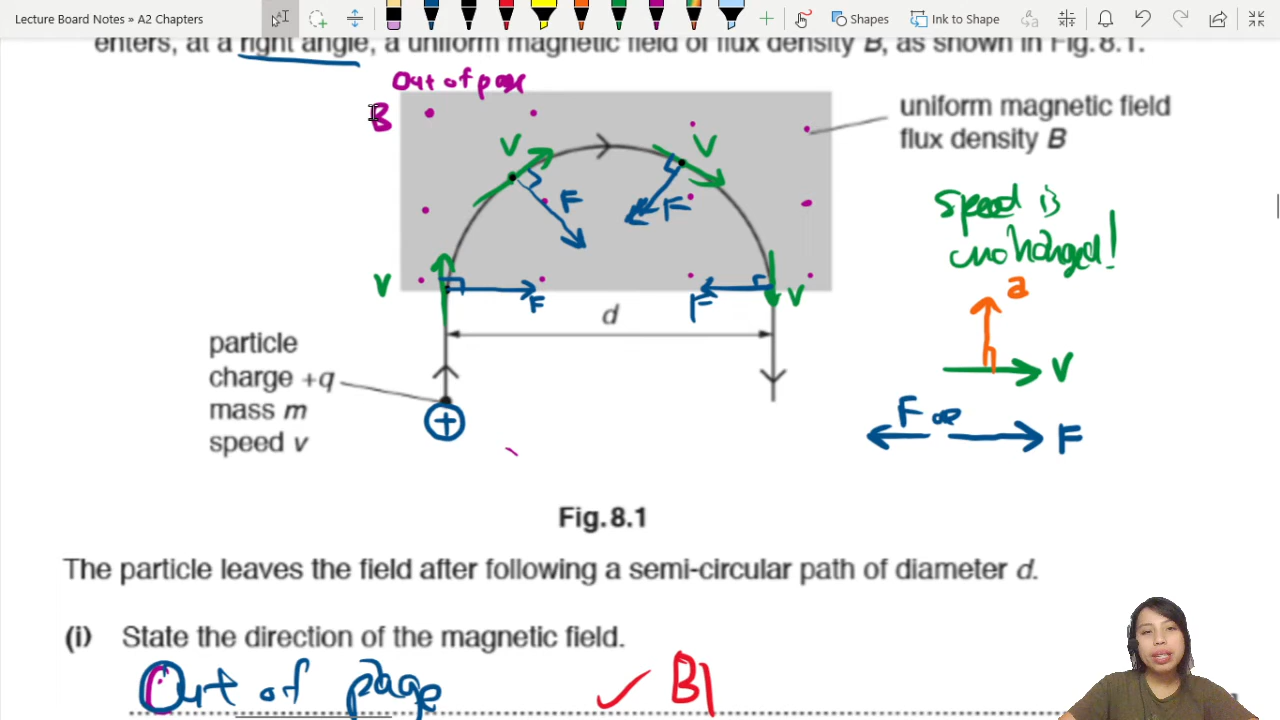 Lecture Board Notes » A2 Chapters
Shapes
Ink to Shape
enters, at a right angle, a uniform magnetic field of flux density B, as shown in Fig. 8.1.
Out of page
B
uniform magnetic field
flux density B
V
V
F
F
speed is
unchanged!
a
V
V
F
F
V
d
F
F
particle
charge +q
mass m
speed v
+
Fig. 8.1
The particle leaves the field after following a semi-circular path of diameter d.
(i) State the direction of the magnetic field.
Out of page ✓ B1